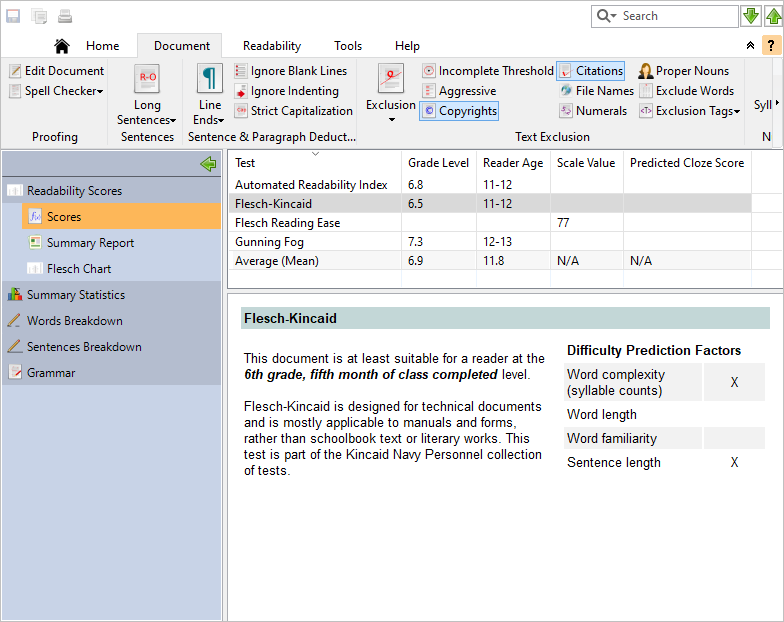 Search
Home
Document
Readability
Tools
Help
?
Edit Document
Spell Checker
Proofing
R-O
Long
Sentences
Sentences
Line
Ends
Ignore Blank Lines
Ignore Indenting
Strict Capitalization
Sentence & Paragraph Deduct...
Exclusion
Incomplete Threshold
Aggressive
Copyrights
Citations
File Names
Numerals
Proper Nouns
Exclude Words
Exclusion Tags
Text Exclusion
Syll
N
Readability Scores
Scores
Summary Report
Flesch Chart
Summary Statistics
Words Breakdown
Sentences Breakdown
Grammar
Test Grade Level Reader Age Scale Value Predicted Cloze Score
Automated Readability Index 6.8 11-12
Flesch-Kincaid 6.5 11-12
Flesch Reading Ease 77
Gunning Fog 7.3 12-13
Average (Mean) 6.9 11.8 N/A N/A
Flesch-Kincaid
This document is at least suitable for a reader at the
6th grade, fifth month of class completed level.
Flesch-Kincaid is designed for technical documents
and is mostly applicable to manuals and forms,
rather than schoolbook text or literary works. This
test is part of the Kincaid Navy Personnel collection
of tests.
Difficulty Prediction Factors
Word complexity
(syllable counts) X
Word length
Word familiarity
Sentence length X